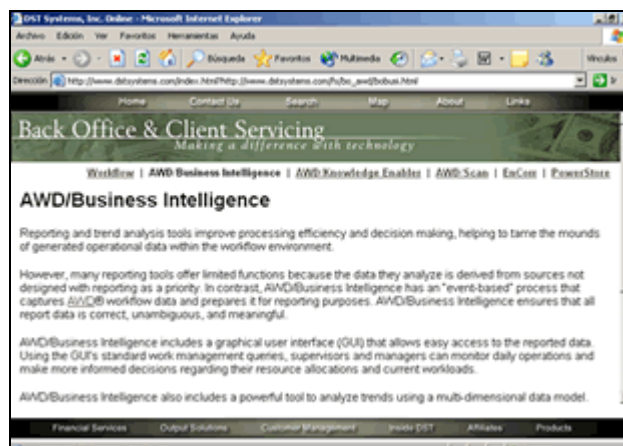 DST Systems, Inc. Online - Microsoft Internet Explorer
Archivo Edición Ver Favoritos Herramientas Ayuda
Atrás Búsqueda Favoritos Multimedia
Dirección http://www.dstsystems.com/index.html?http://www.dstsystems.com/fs/bo_awd/bobusi.html Vínculos
Home Contact Us Search Map About Links
Back Office & Client Servicing
Making a difference with technology
Workflow | AWD Business Intelligence | AWD Knowledge Enabler | AWD Scan | EnCorr | PowerStore
AWD/Business Intelligence
Reporting and trend analysis tools improve processing efficiency and decision making, helping to tame the mounds
of generated operational data within the workflow environment.
However, many reporting tools offer limited functions because the data they analyze is derived from sources not
designed with reporting as a priority. In contrast, AWD/Business Intelligence has an "event-based" process that
captures AWD® workflow data and prepares it for reporting purposes. AWD/Business Intelligence ensures that all
report data is correct, unambiguous, and meaningful.
AWD/Business Intelligence includes a graphical user interface (GUI) that allows easy access to the reported data.
Using the GUI's standard work management queries, supervisors and managers can monitor daily operations and
make more informed decisions regarding their resource allocations and current workloads.
AWD/Business Intelligence also includes a powerful tool to analyze trends using a multi-dimensional data model.
Financial Services Output Solutions Customer Management Inside DST Affiliates Products